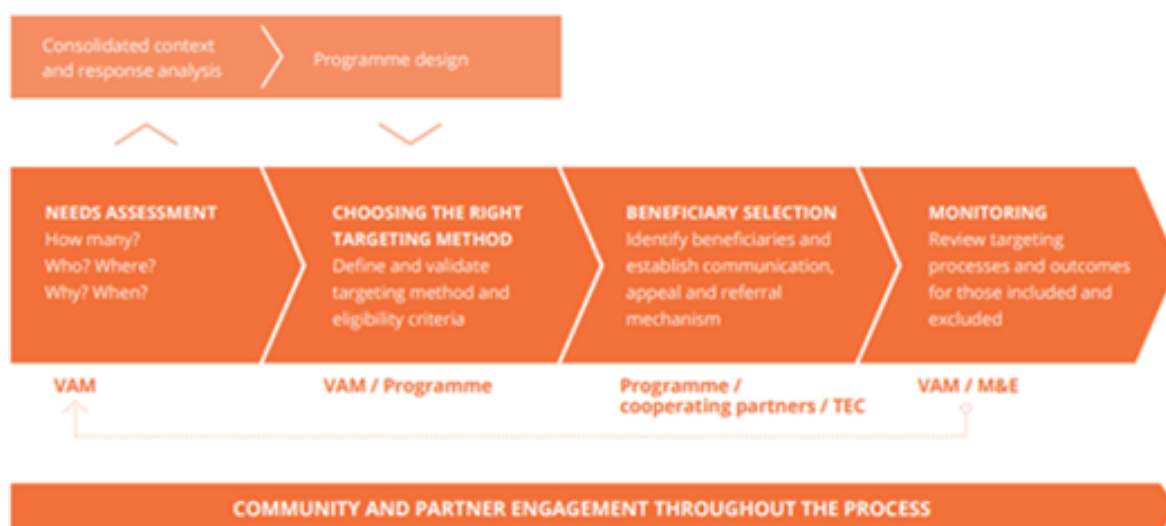 Consolidated context
and response analysis
Programme design
NEEDS ASSESSMENT
How many?
Who? Where?
Why? When?
CHOOSING THE RIGHT
TARGETING METHOD
Define and validate
targeting method and
eligibility criteria
BENEFICIARY SELECTION
Identify beneficiaries and
establish communication,
appeal and referral
mechanism
MONITORING
Review targeting
processes and outcomes
for those included and
excluded
VAM
VAM / Programme
Programme /
cooperating partners / TEC
VAM / M&E
COMMUNITY AND PARTNER ENGAGEMENT THROUGHOUT THE PROCESS